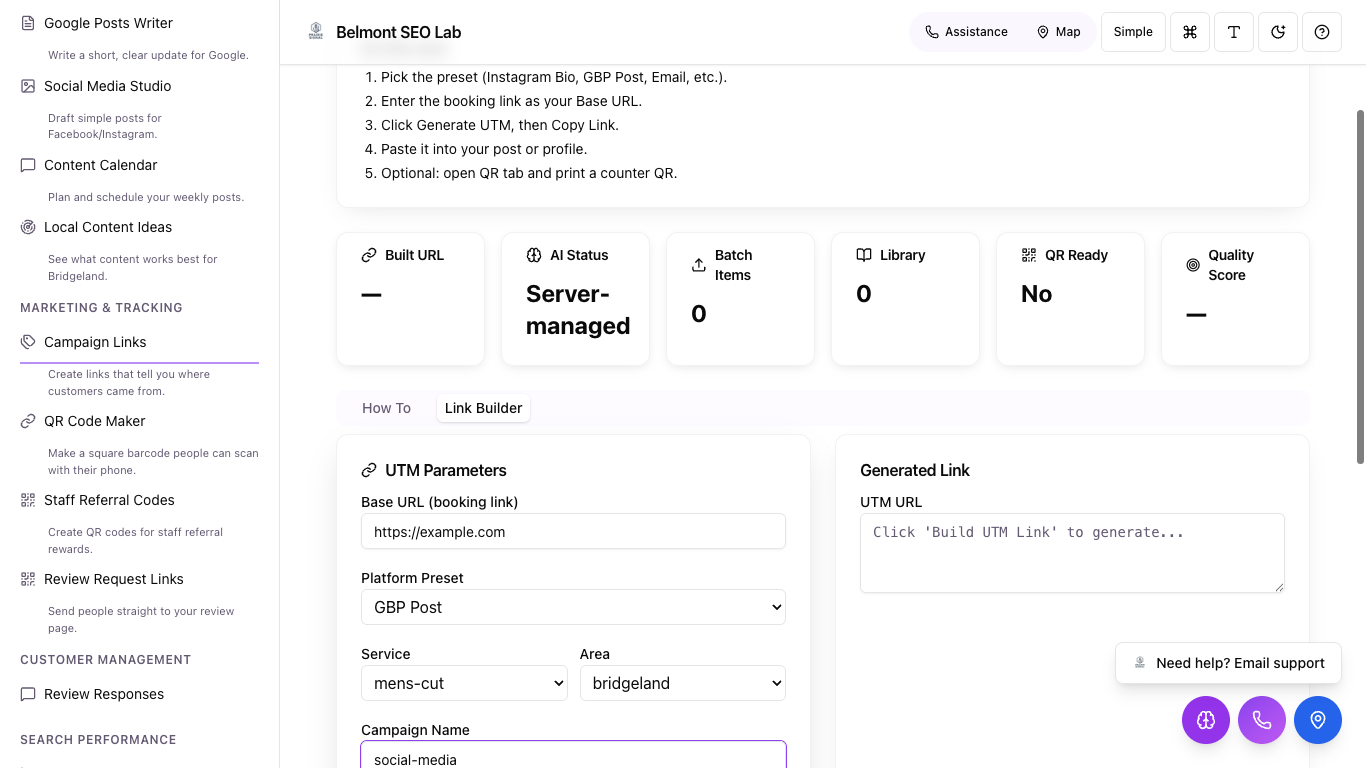 Google Posts Writer
Write a short, clear update for Google.
Social Media Studio
Draft simple posts for
Facebook/Instagram.
Content Calendar
Plan and schedule your weekly posts.
Local Content Ideas
See what content works best for
Bridgeland.
MARKETING & TRACKING
Campaign Links
Create links that tell you where
customers came from.
QR Code Maker
Make a square barcode people can scan
with their phone.
Staff Referral Codes
Create QR codes for staff referral
rewards.
Review Request Links
Send people straight to your review
page.
CUSTOMER MANAGEMENT
Review Responses
SEARCH PERFORMANCE
Belmont SEO Lab
Assistance
Map
Simple
1. Pick the preset (Instagram Bio, GBP Post, Email, etc.).
2. Enter the booking link as your Base URL.
3. Click Generate UTM, then Copy Link.
4. Paste it into your post or profile.
5. Optional: open QR tab and print a counter QR.
Built URL
—
AI Status
Server-
managed
Batch
Items
0
Library
0
QR Ready
No
Quality
Score
—
How To
Link Builder
UTM Parameters
Base URL (booking link)
https://example.com
Platform Preset
GBP Post
Service
mens-cut
Area
bridgeland
Campaign Name
social-media
Generated Link
UTM URL
Click 'Build UTM Link' to generate...
Need help? Email support